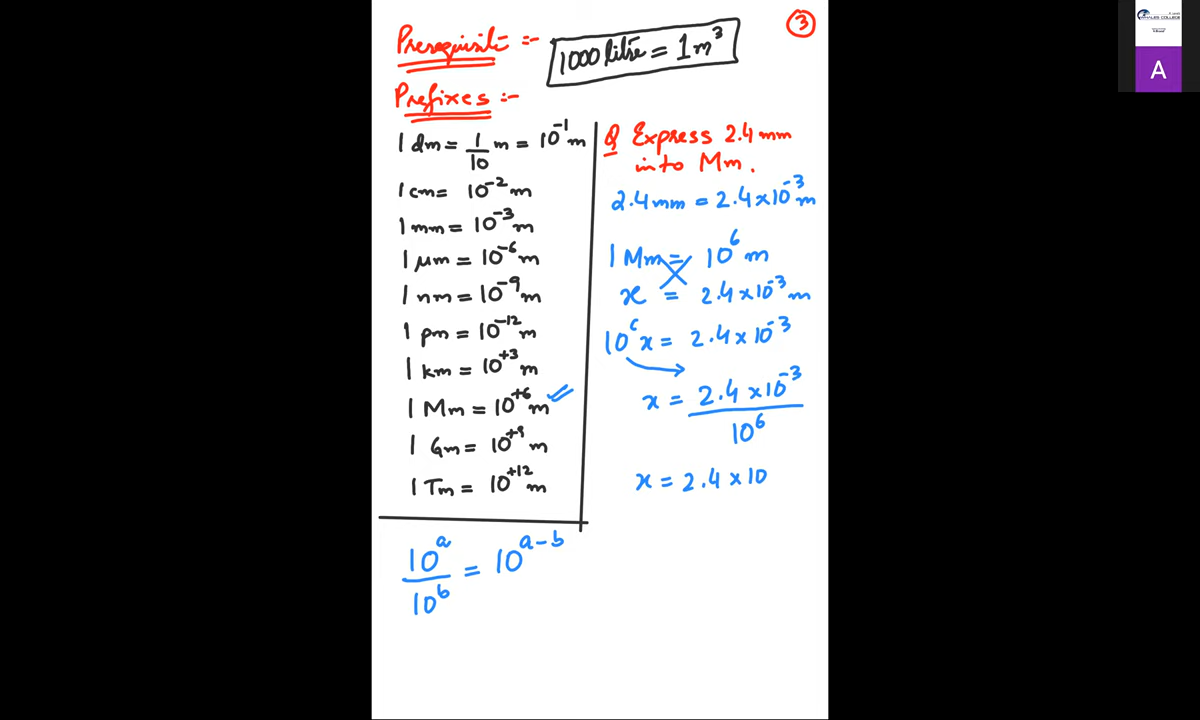 3
Prerequisite :-
1000 litre = 1m³
Prefixes :-
1 dm = 1/10 m = 10⁻¹ m
1 cm = 10⁻² m
1 mm = 10⁻³ m
1 μm = 10⁻⁶ m
1 nm = 10⁻⁹ m
1 pm = 10⁻¹² m
1 km = 10⁺³ m
1 Mm = 10⁺⁶ m
1 Gm = 10⁺⁹ m
1 Tm = 10⁺¹² m
10ᵃ/10ᵇ = 10ᵃ⁻ᵇ
Q Express 2.4 mm
into Mm.
2.4 mm = 2.4 × 10⁻³ m
1 Mm = 10⁶ m
x = 2.4 × 10⁻³ m
10⁶ x = 2.4 × 10⁻³
x = 2.4 × 10⁻³/10⁶
x = 2.4 × 10
WHALES COLLEGE
A